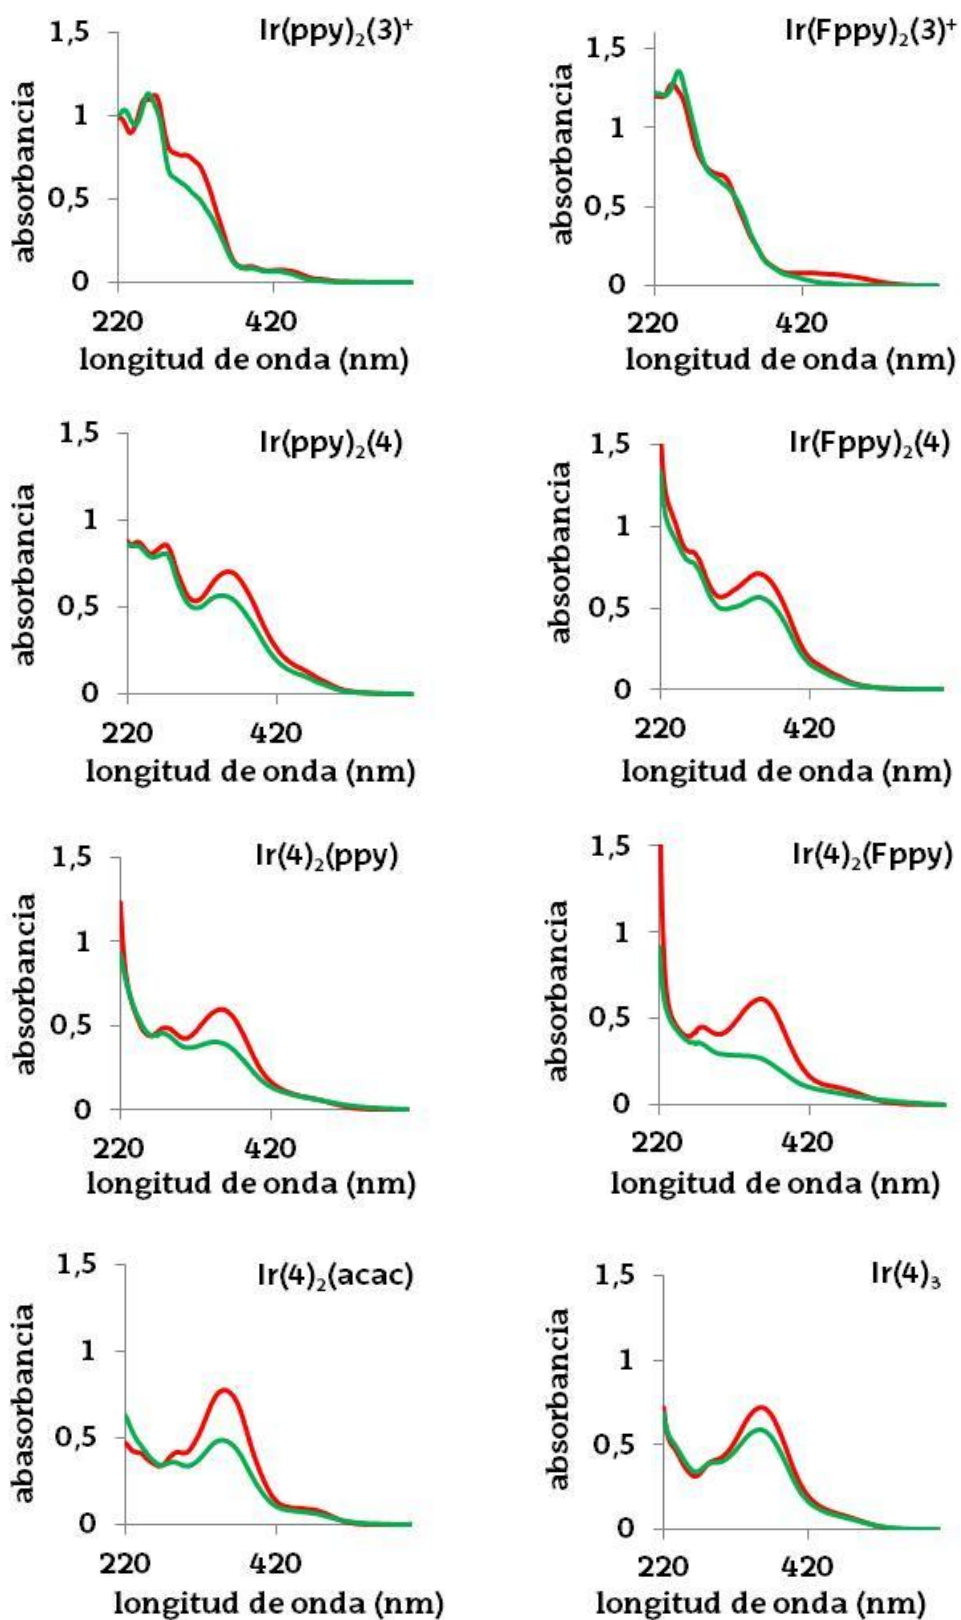 Ir(ppy)₂(3)⁺
absorbancia
1,5
1
0,5
0
220
420
longitud de onda (nm)
Ir(Fppy)₂(3)⁺
absorbancia
1,5
1
0,5
0
220
420
longitud de onda (nm)
Ir(ppy)₂(4)
absorbancia
1,5
1
0,5
0
220
420
longitud de onda (nm)
Ir(Fppy)₂(4)
absorbancia
1,5
1
0,5
0
220
420
longitud de onda (nm)
Ir(4)₂(ppy)
absorbancia
1,5
1
0,5
0
220
420
longitud de onda (nm)
Ir(4)₂(Fppy)
absorbancia
1,5
1
0,5
0
220
420
longitud de onda (nm)
Ir(4)₂(acac)
abasorbancia
1,5
1
0,5
0
220
420
longitud de onda (nm)
Ir(4)₃
absorbancia
1,5
1
0,5
0
220
420
longitud de onda (nm)